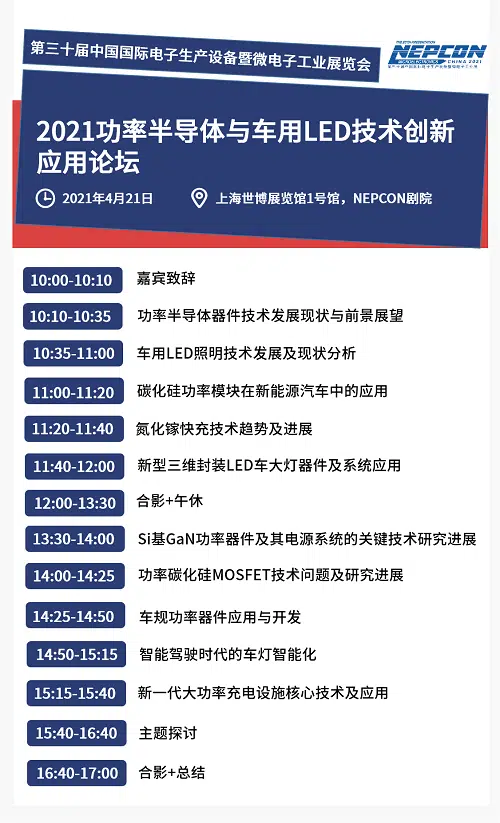 第三十届中国国际电子生产设备暨微电子工业展览会
NEPCON
CHINA 2021
2021功率半导体与车用LED技术创新
应用论坛
2021年4月21日
上海世博展览馆1号馆，NEPCON剧院
10:00-10:10 嘉宾致辞
10:10-10:35 功率半导体器件技术发展现状与前景展望
10:35-11:00 车用LED照明技术发展及现状分析
11:00-11:20 碳化硅功率模块在新能源汽车中的应用
11:20-11:40 氮化镓快充技术趋势及进展
11:40-12:00 新型三维封装LED车大灯器件及系统应用
12:00-13:30 合影+午休
13:30-14:00 Si基GaN功率器件及其电源系统的关键技术研究进展
14:00-14:25 功率碳化硅MOSFET技术问题及研究进展
14:25-14:50 车规功率器件应用与开发
14:50-15:15 智能驾驶时代的车灯智能化
15:15-15:40 新一代大功率充电设施核心技术及应用
15:40-16:40 主题探讨
16:40-17:00 合影+总结